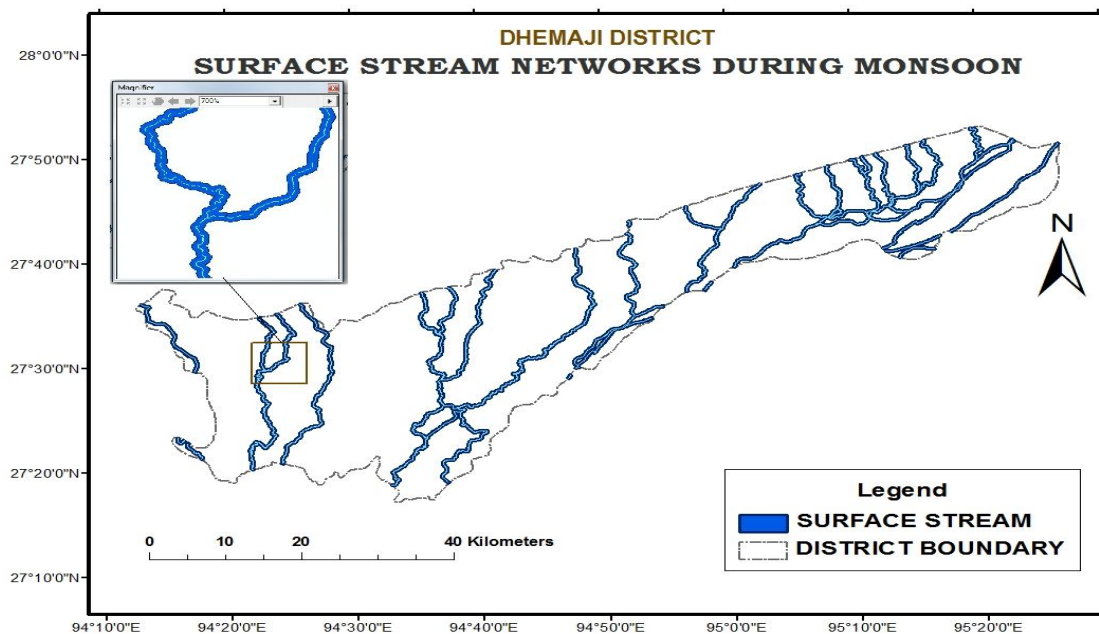 DHEMAJI DISTRICT
SURFACE STREAM NETWORKS DURING MONSOON
Magnifier
700%
28°0'0"N
27°50'0"N
27°40'0"N
27°30'0"N
27°20'0"N
27°10'0"N
N
Legend
SURFACE STREAM
DISTRICT BOUNDARY
0 10 20 40 Kilometers
94°10'0"E 94°20'0"E 94°30'0"E 94°40'0"E 94°50'0"E 95°0'0"E 95°10'0"E 95°20'0"E